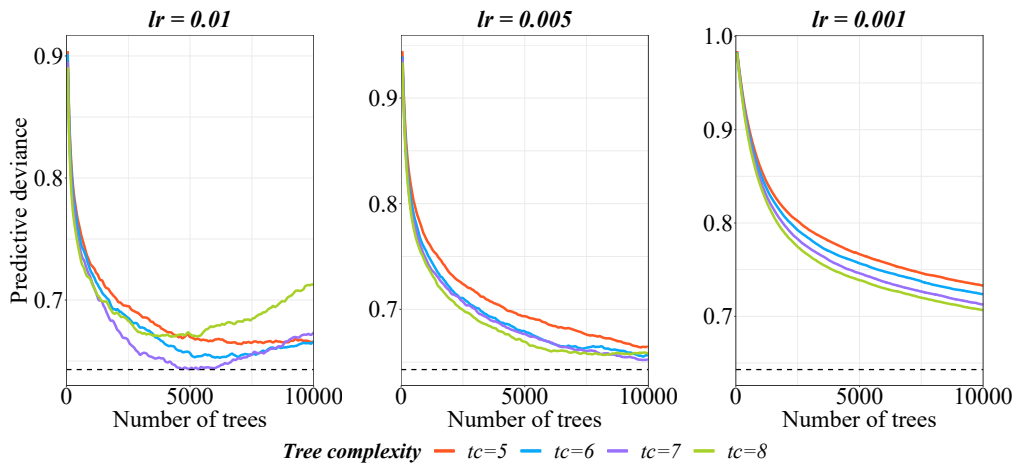 lr = 0.01
lr = 0.005
lr = 0.001
Predictive deviance
0.9
0.8
0.7
0
5000
10000
Number of trees
0.9
0.8
0.7
0
5000
10000
Number of trees
1.0
0.9
0.8
0.7
0
5000
10000
Number of trees
Tree complexity tc=5 tc=6 tc=7 tc=8